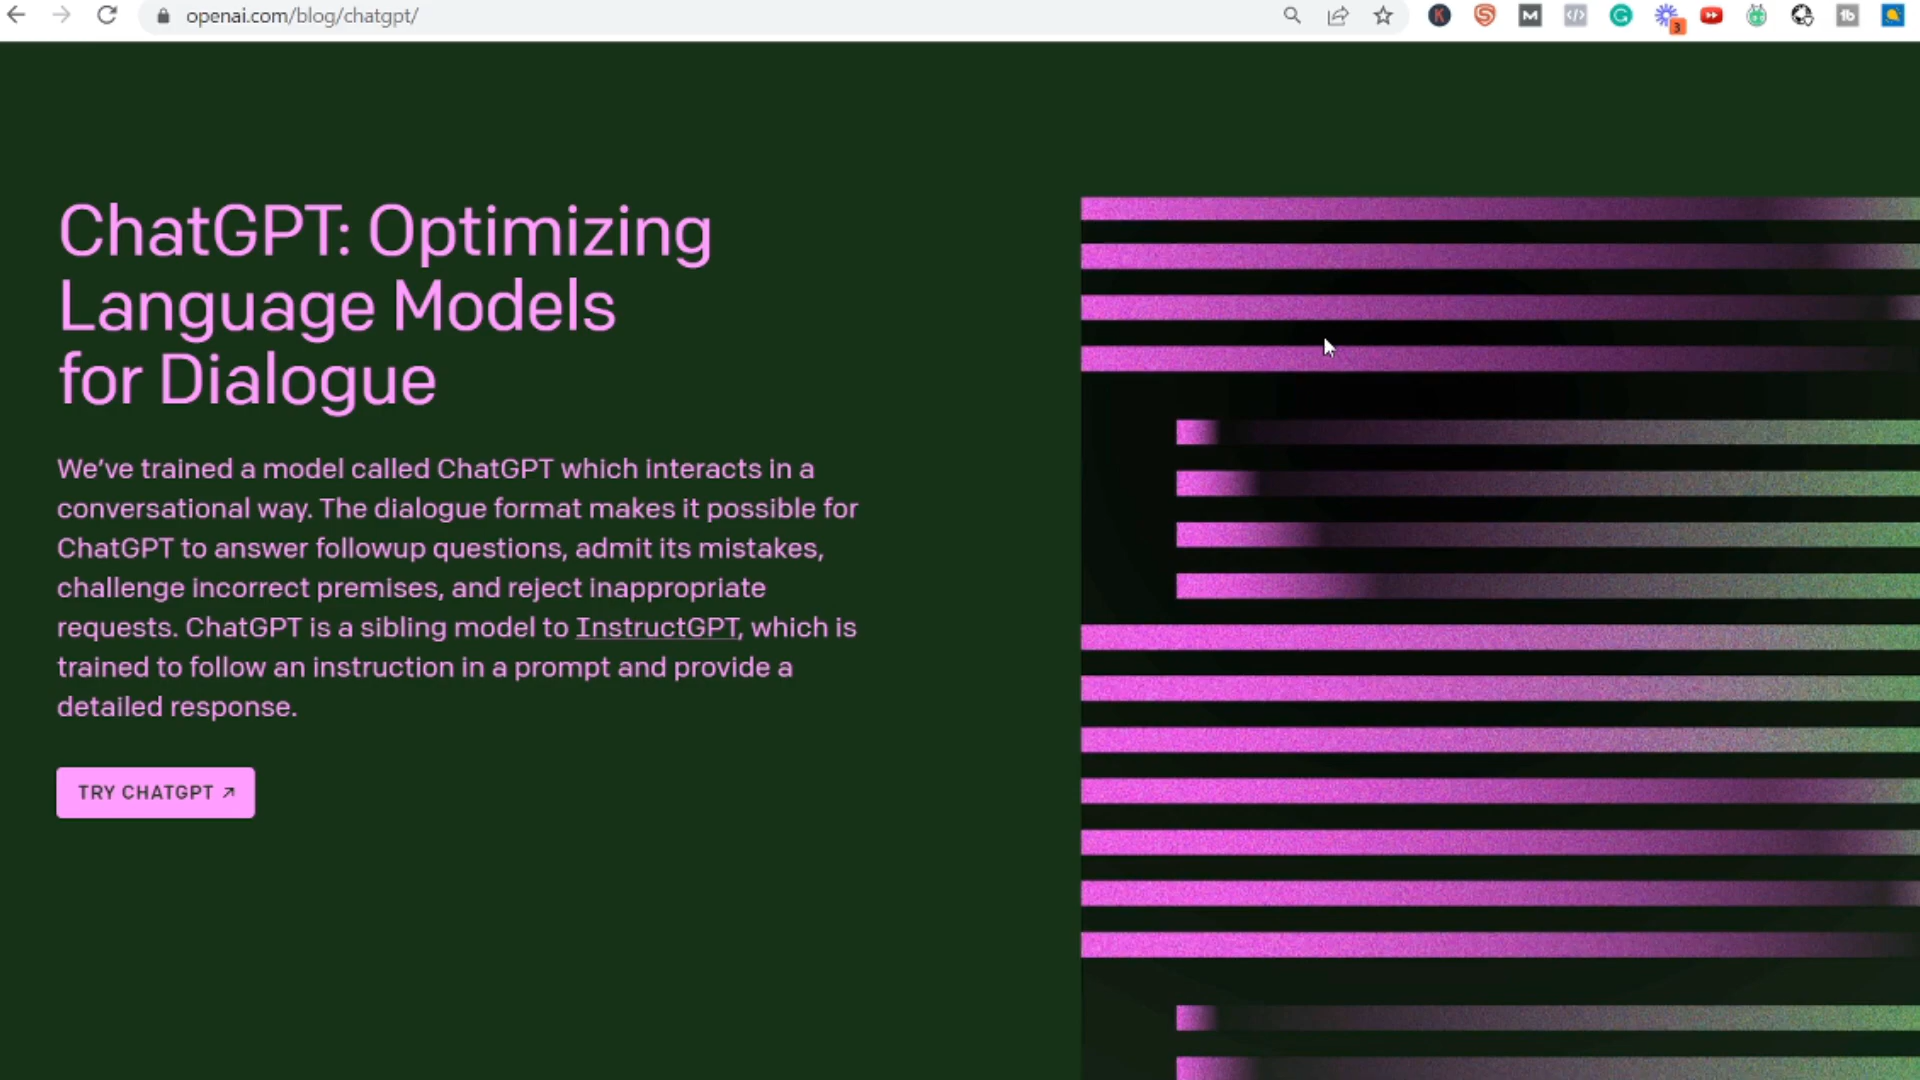 openai.com/blog/chatgpt/
K
S
M
</>
G
3
tb
ChatGPT: Optimizing
Language Models
for Dialogue
We’ve trained a model called ChatGPT which interacts in a
conversational way. The dialogue format makes it possible for
ChatGPT to answer followup questions, admit its mistakes,
challenge incorrect premises, and reject inappropriate
requests. ChatGPT is a sibling model to InstructGPT, which is
trained to follow an instruction in a prompt and provide a
detailed response.
TRY CHATGPT ↗